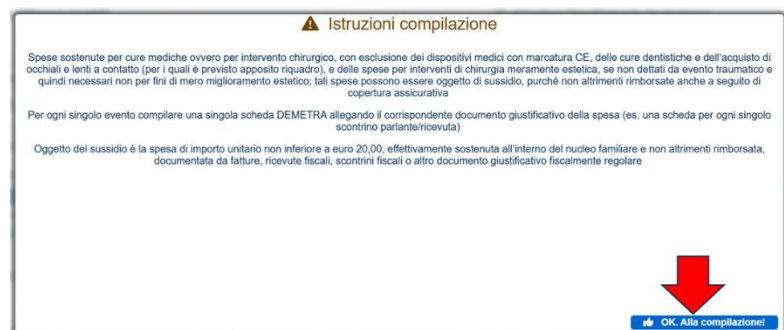 Istruzioni compilazione
Spese sostenute per cure mediche ovvero per intervento chirurgico, con esclusione dei dispositivi medici con marcatura CE, delle cure dentistiche e dell'acquisto di
occhiali e lenti a contatto (per i quali è previsto apposito riquadro), e delle spese per interventi di chirurgia meramente estetica, se non dettati da evento traumatico e
quindi necessari non per fini di mero miglioramento estetico; tali spese possono essere oggetto di sussidio, purché non altrimenti rimborsate anche a seguito di
copertura assicurativa
Per ogni singolo evento compilare una singola scheda DEMETRA allegando il corrispondente documento giustificativo della spesa (es. una scheda per ogni singolo
scontrino parlante/ricevuta)
Oggetto del sussidio è la spesa di importo unitario non inferiore a euro 20,00, effettivamente sostenuta all'interno del nucleo familiare e non altrimenti rimborsata,
documentata da fatture, ricevute fiscali, scontrini fiscali o altro documento giustificativo fiscalmente regolare
OK. Alla compilazione!